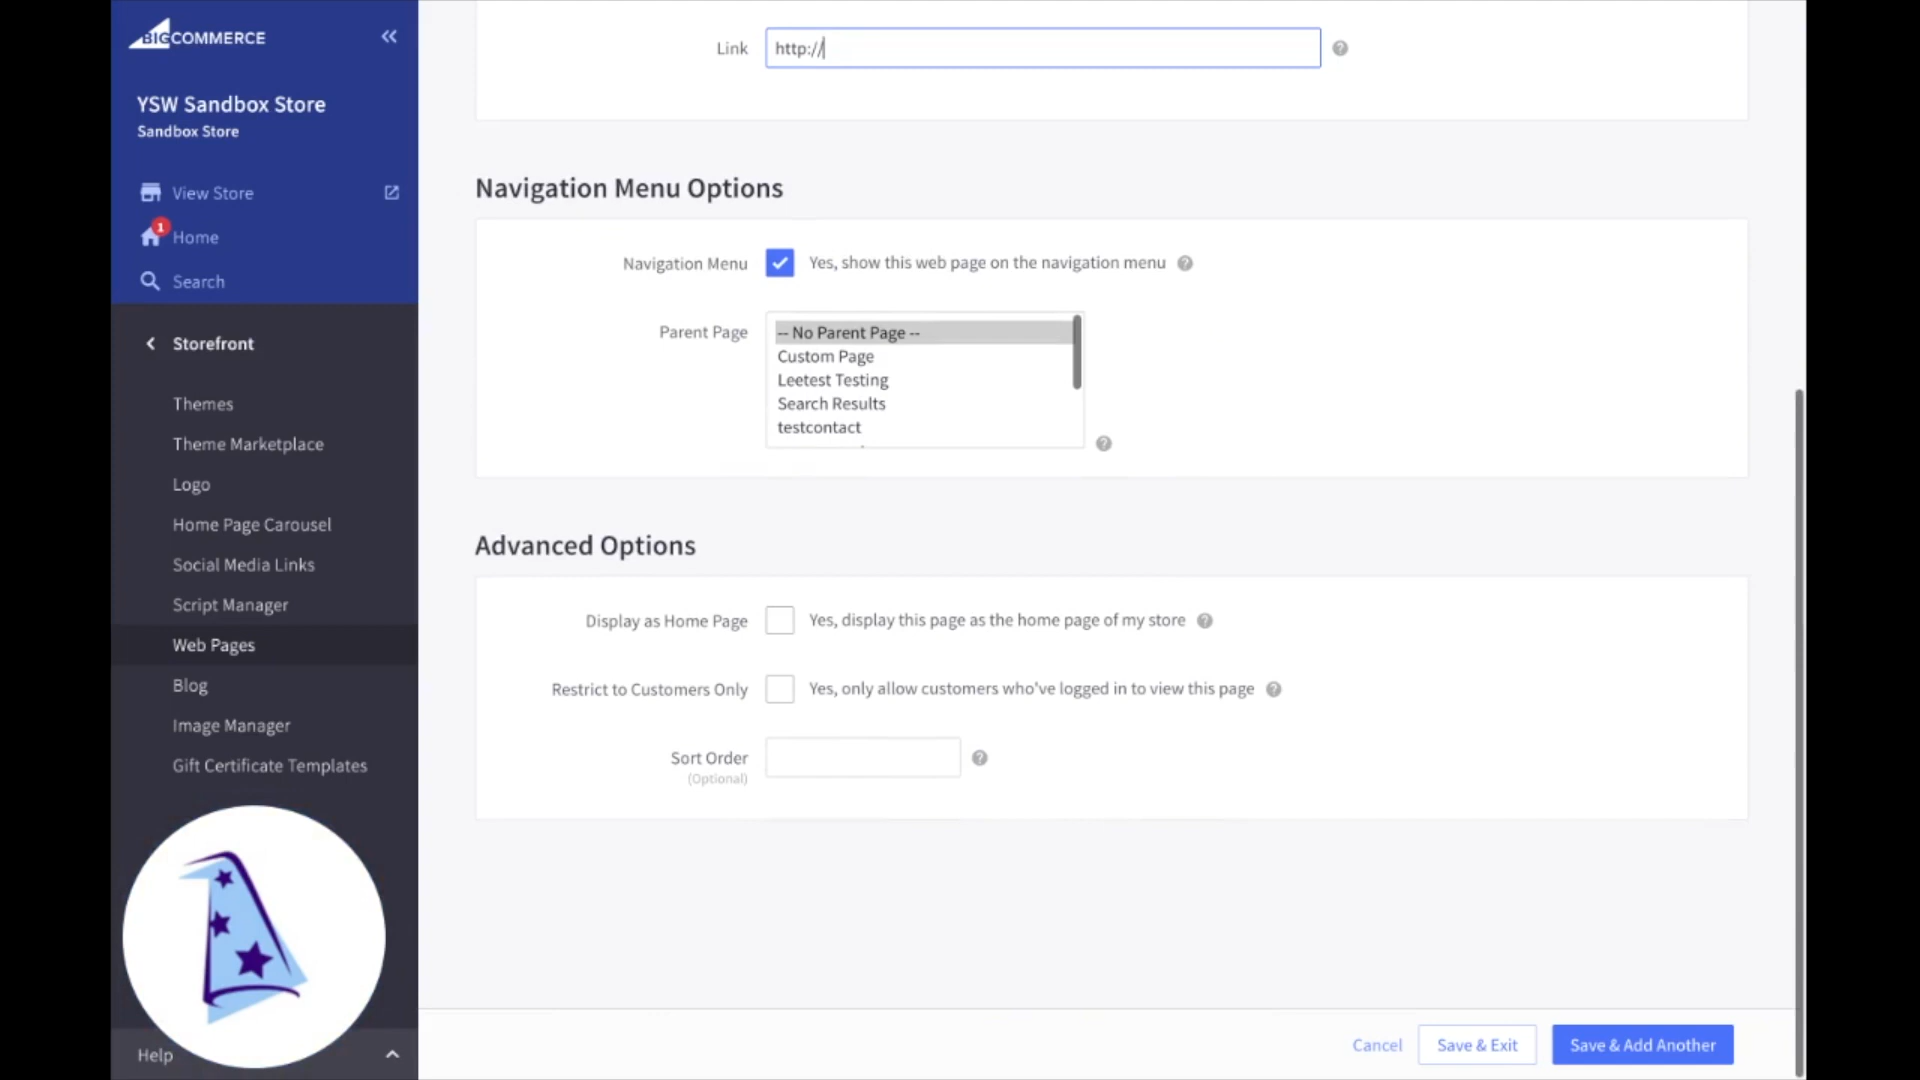 BIGCOMMERCE
YSW Sandbox Store
Sandbox Store
View Store
1
Home
Search
Storefront
Themes
Theme Marketplace
Logo
Home Page Carousel
Social Media Links
Script Manager
Web Pages
Blog
Image Manager
Gift Certificate Templates
Help
Link
http://
Navigation Menu Options
Navigation Menu
Yes, show this web page on the navigation menu
Parent Page
-- No Parent Page --
Custom Page
Leetest Testing
Search Results
testcontact
Advanced Options
Display as Home Page
Yes, display this page as the home page of my store
Restrict to Customers Only
Yes, only allow customers who've logged in to view this page
Sort Order
(Optional)
Cancel
Save & Exit
Save & Add Another